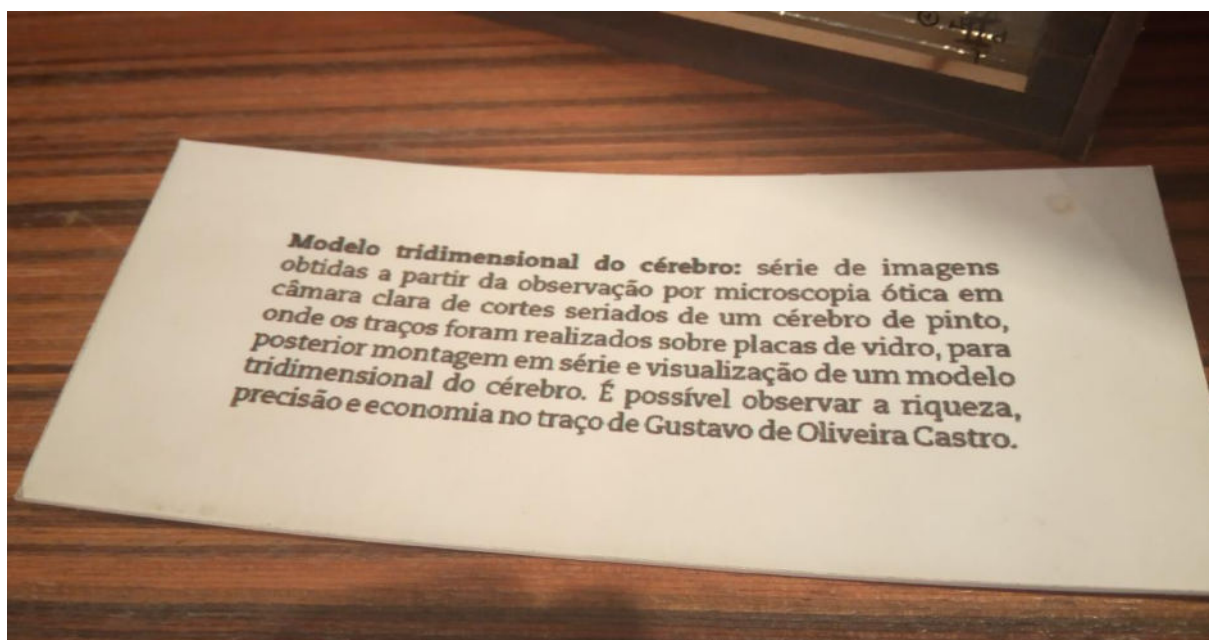 Modelo tridimensional do cérebro: série de imagens
obtidas a partir da observação por microscopia ótica em
câmara clara de cortes seriados de um cérebro de pinto,
onde os traços foram realizados sobre placas de vidro, para
posterior montagem em série e visualização de um modelo
tridimensional do cérebro. É possível observar a riqueza,
precisão e economia no traço de Gustavo de Oliveira Castro.